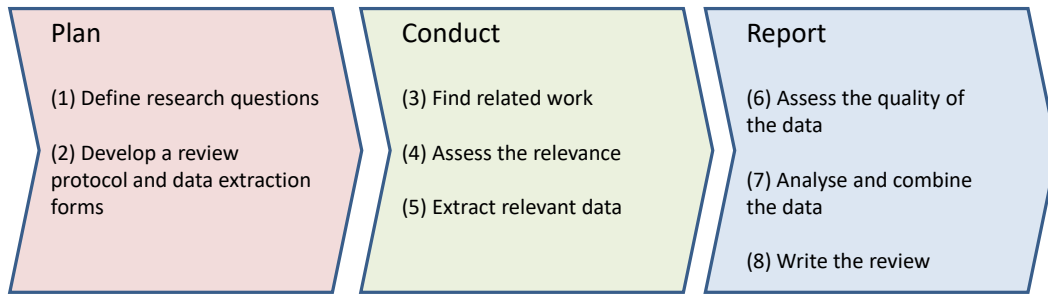 Plan
(1) Define research questions
(2) Develop a review
protocol and data extraction
forms
Conduct
(3) Find related work
(4) Assess the relevance
(5) Extract relevant data
Report
(6) Assess the quality of
the data
(7) Analyse and combine
the data
(8) Write the review